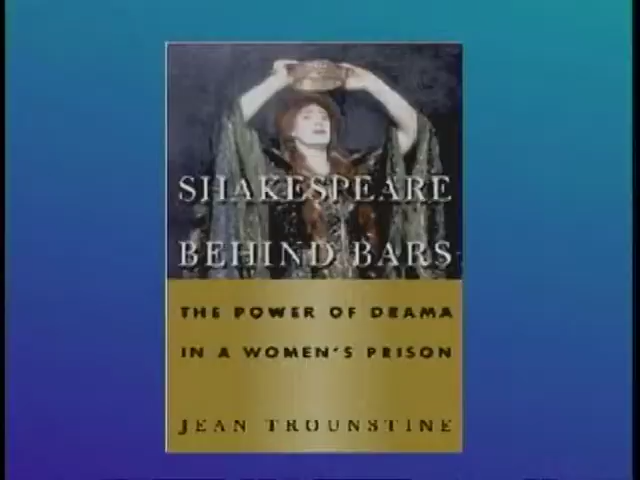 SHAKESPEARE
BEHIND BARS
THE POWER OF DRAMA
IN A WOMEN'S PRISON
JEAN TROUNSTINE